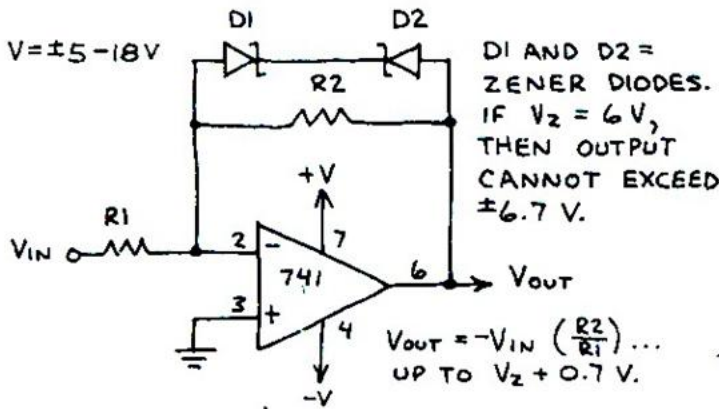 D1
D2
V=±5-18V
D1 AND D2 =
ZENER DIODES.
IF VZ = 6 V,
THEN OUTPUT
CANNOT EXCEED
±6.7 V.
R2
+V
R1
VIN
2
-
7
741
6
VOUT
3
+
4
-V
VOUT = -VIN (R2/R1) ...
UP TO VZ + 0.7 V.